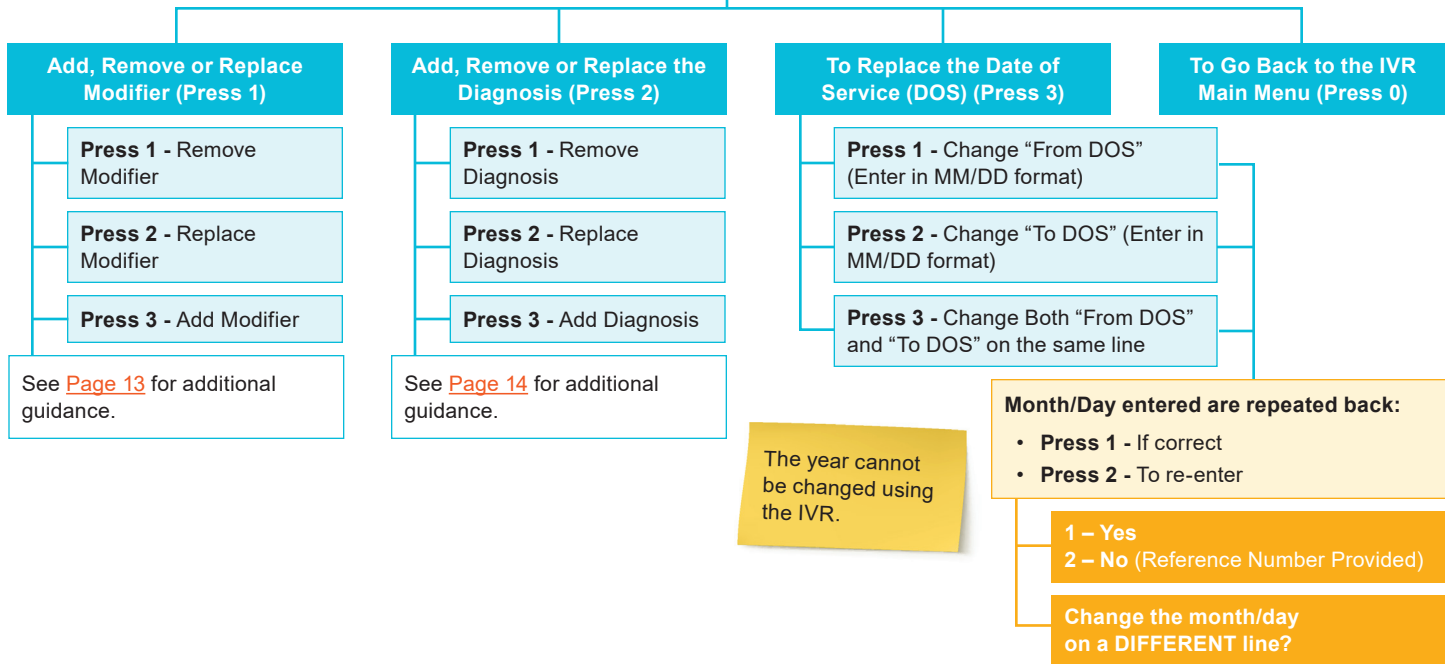 Add, Remove or Replace
Modifier (Press 1)
Press 1 - Remove
Modifier
Press 2 - Replace
Modifier
Press 3 - Add Modifier
See Page 13 for additional
guidance.
Add, Remove or Replace the
Diagnosis (Press 2)
Press 1 - Remove
Diagnosis
Press 2 - Replace
Diagnosis
Press 3 - Add Diagnosis
See Page 14 for additional
guidance.
To Replace the Date of
Service (DOS) (Press 3)
Press 1 - Change “From DOS”
(Enter in MM/DD format)
Press 2 - Change “To DOS” (Enter in
MM/DD format)
Press 3 - Change Both “From DOS”
and “To DOS” on the same line
To Go Back to the IVR
Main Menu (Press 0)
The year cannot
be changed using
the IVR.
Month/Day entered are repeated back:
• Press 1 - If correct
• Press 2 - To re-enter
1 – Yes
2 – No (Reference Number Provided)
Change the month/day
on a DIFFERENT line?